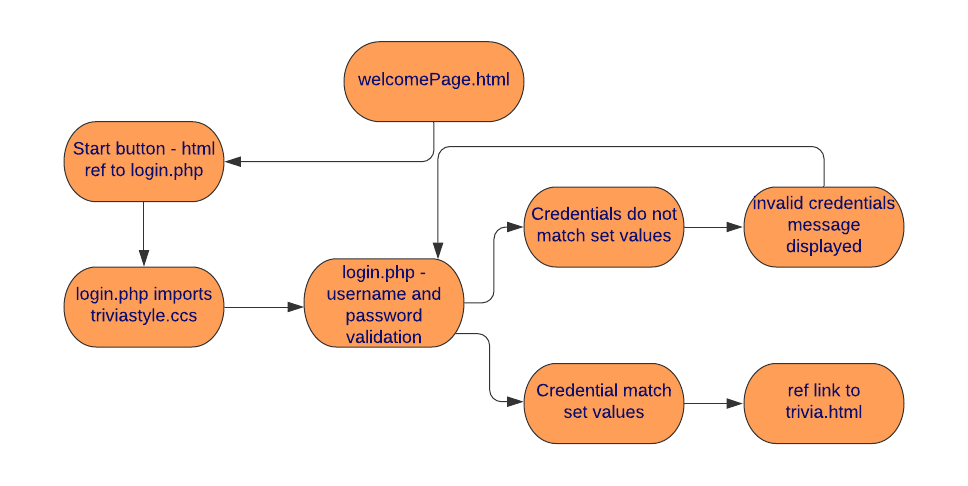 welcomePage.html
Start button - html
ref to login.php
login.php imports
triviastyle.ccs
login.php -
username and
password
validation
Credentials do not
match set values
invalid credentials
message
displayed
Credential match
set values
ref link to
trivia.html